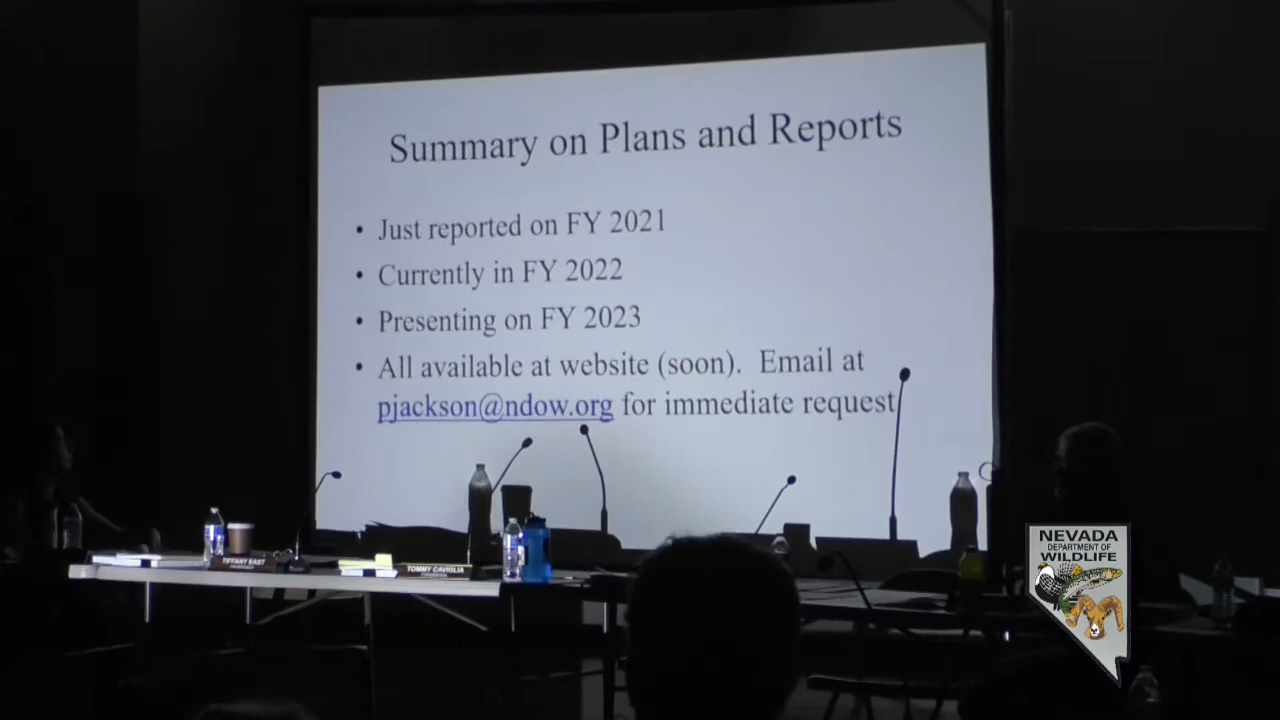 Summary on Plans and Reports
• Just reported on FY 2021
• Currently in FY 2022
• Presenting on FY 2023
• All available at website (soon).  Email at
pjackson@ndow.org for immediate request
TIFFANY EAST
TOMMY CAVIGLIA
NEVADA
DEPARTMENT OF
WILDLIFE